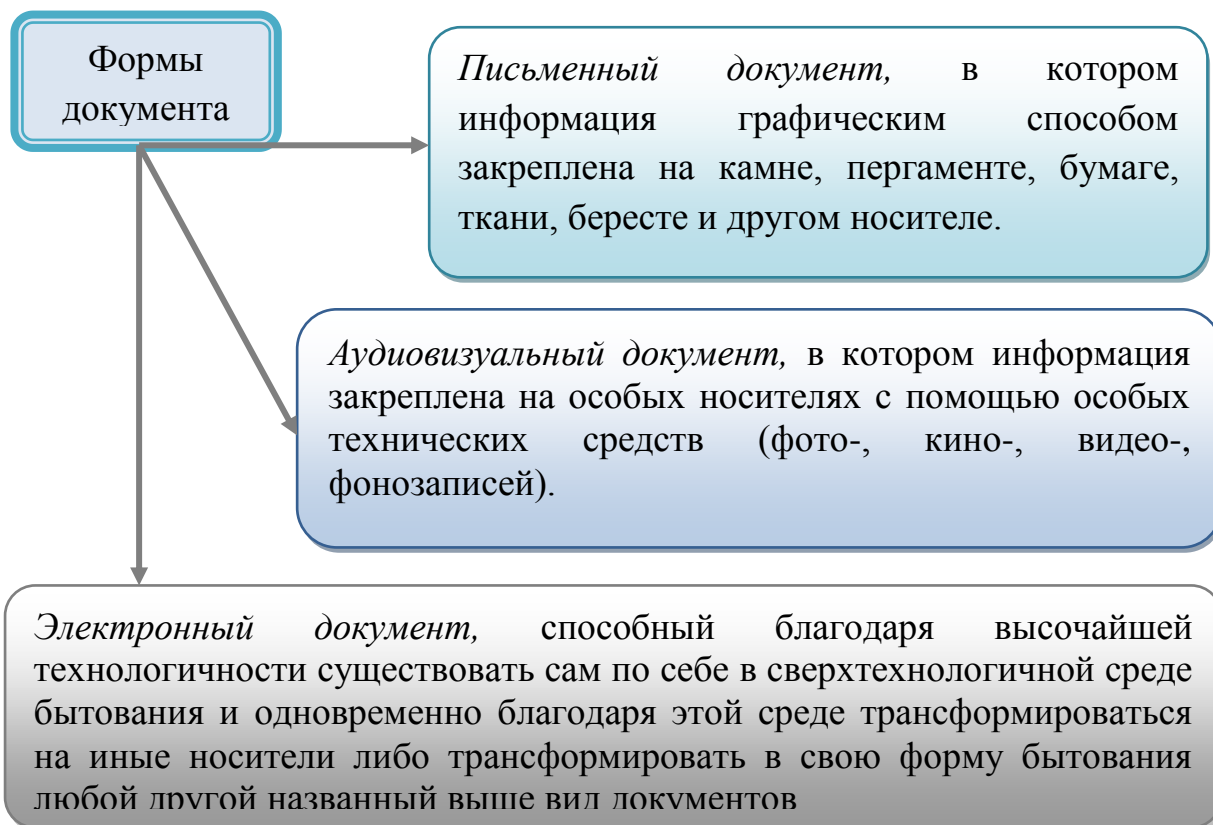 Формы
документа
Письменный документ, в котором
информация графическим способом
закреплена на камне, пергаменте, бумаге,
ткани, бересте и другом носителе.
Аудиовизуальный документ, в котором информация
закреплена на особых носителях с помощью особых
технических средств (фото-, кино-, видео-,
фонозаписей).
Электронный документ, способный благодаря высочайшей
технологичности существовать сам по себе в сверхтехнологичной среде
бытования и одновременно благодаря этой среде трансформироваться
на иные носители либо трансформировать в свою форму бытования
любой другой названный выше вид документов